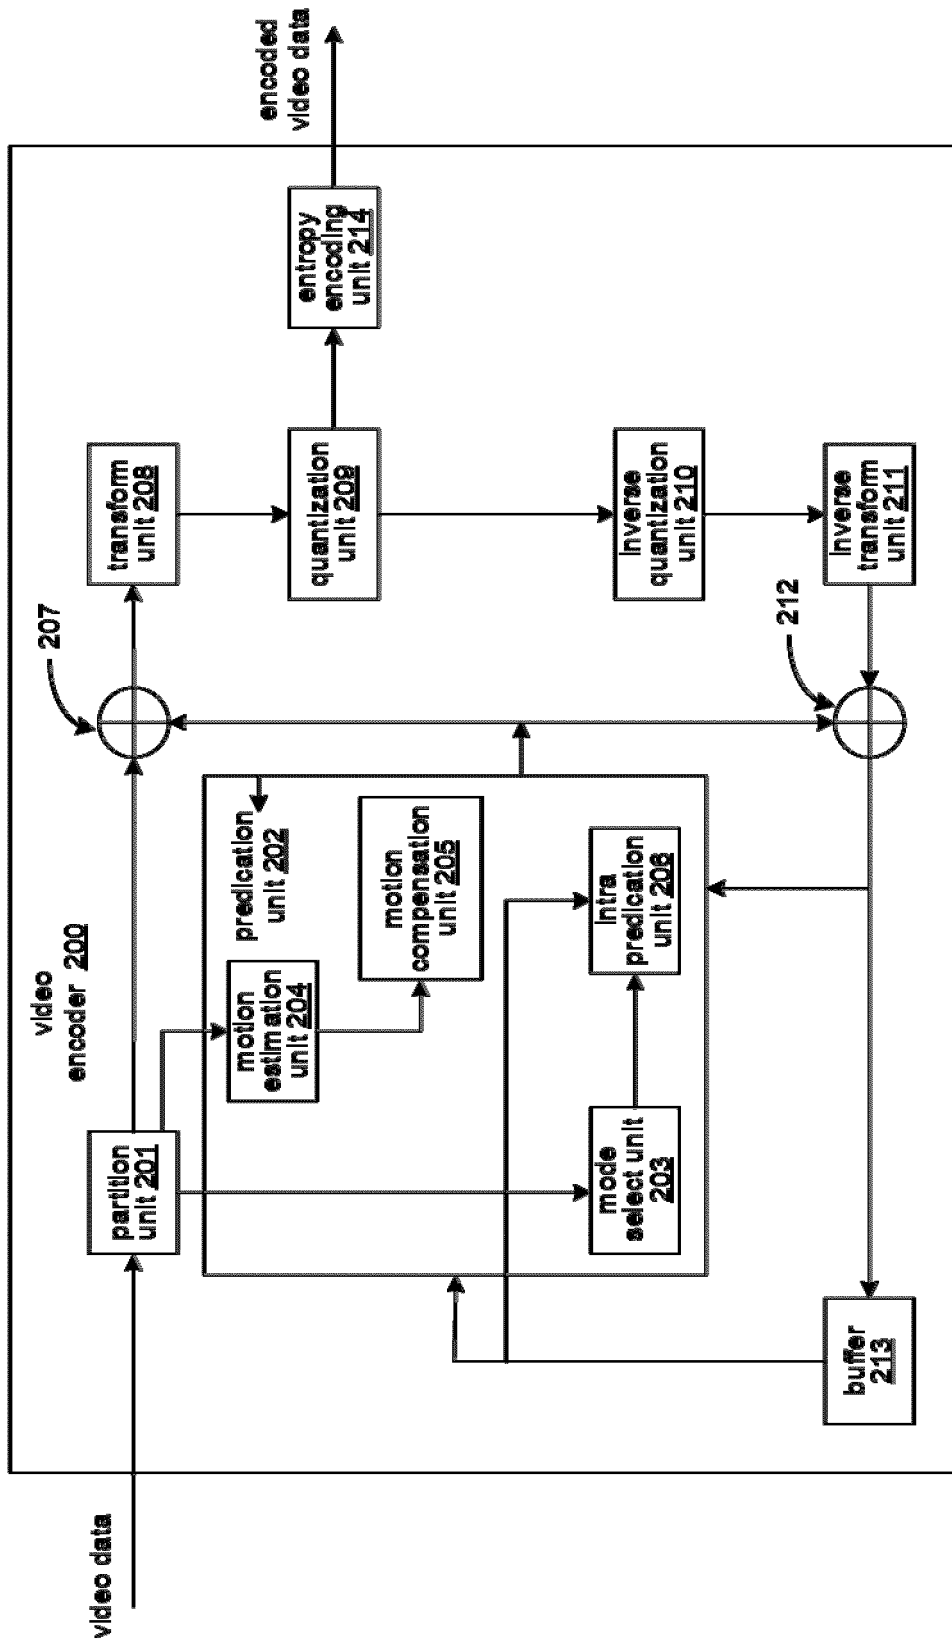 video
encoder 200
video data
partition
unit 201
207
transform
unit 208
predication
unit 202
motion
estimation
unit 204
motion
compensation
unit 205
quantization
unit 209
entropy
encoding
unit 214
encoded
video data
mode
select unit
203
Intra
predication
unit 206
inverse
quantization
unit 210
212
buffer
213
inverse
transform
unit 211